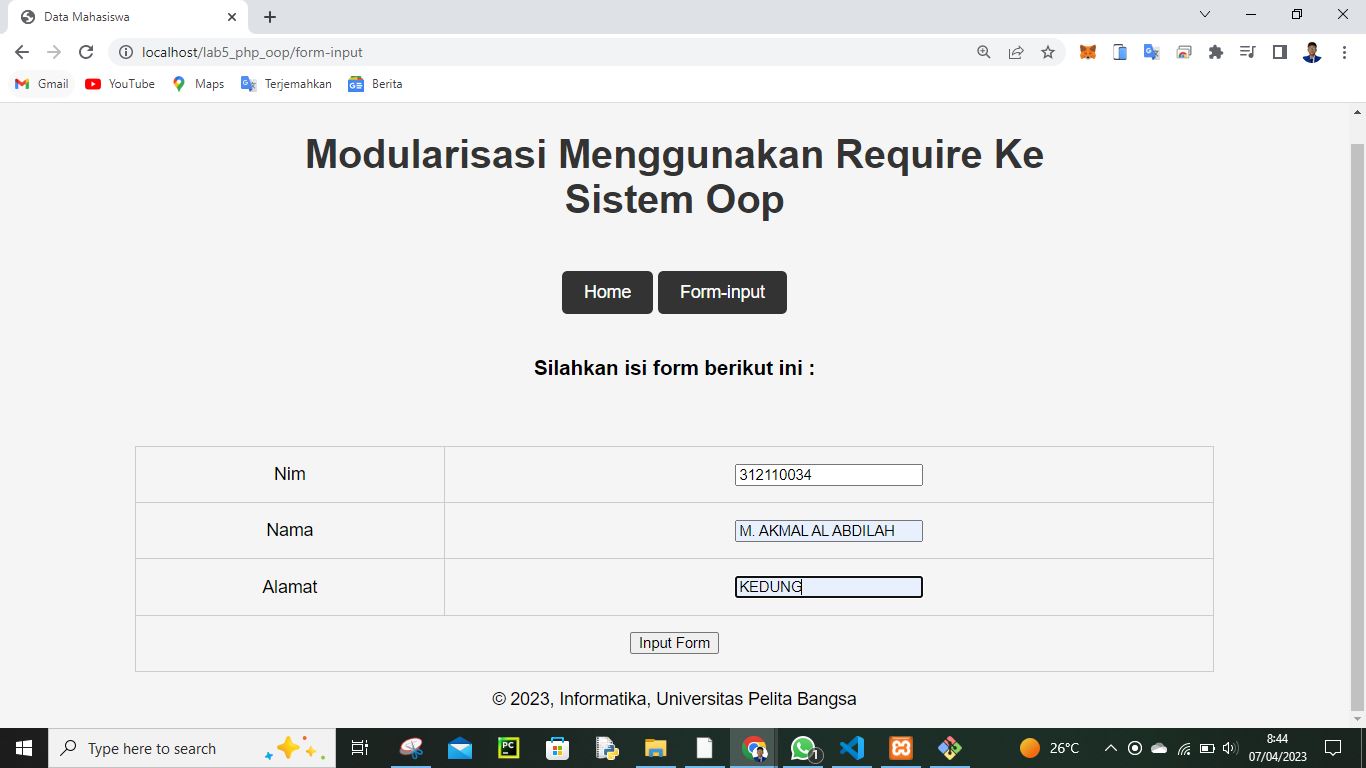 Data Mahasiswa
localhost/lab5_php_oop/form-input
Gmail YouTube Maps Terjemahkan Berita
Modularisasi Menggunakan Require Ke
Sistem Oop
Home Form-input
Silahkan isi form berikut ini :
Nim 312110034
Nama M. AKMAL AL ABDILAH
Alamat KEDUNG
Input Form
© 2023, Informatika, Universitas Pelita Bangsa
Type here to search PC 1 26°C 8:44
07/04/2023